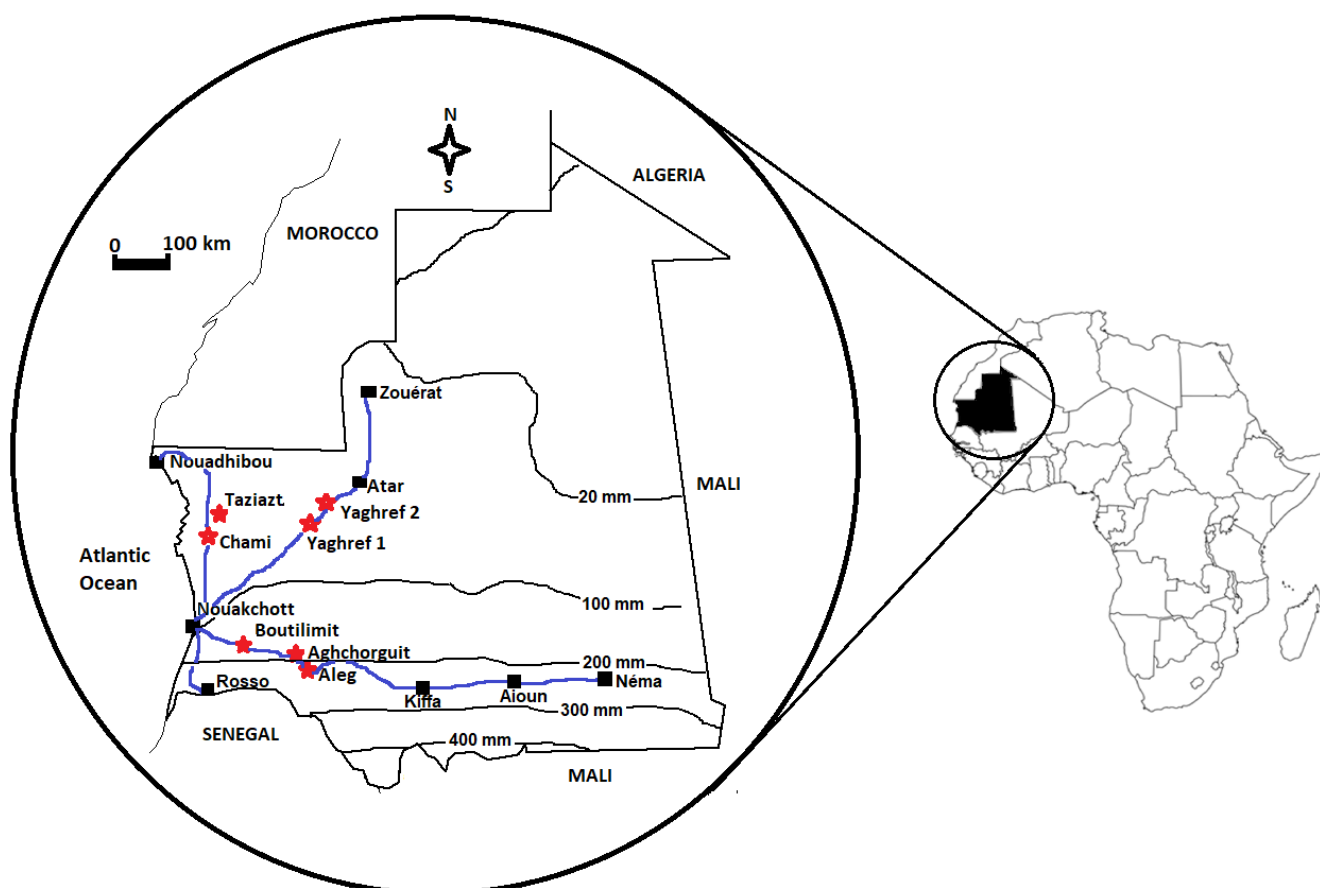 N
S
ALGERIA
MOROCCO
0 100 km
Zouérat
Nouadhibou
Atar
MALI
20 mm
Taziazt
Yaghref 2
Chami
Yaghref 1
Atlantic
Ocean
100 mm
Nouakchott
Boutilimit
Aghchorguit
200 mm
Aleg
Rosso
Kiffa
Aioun
Néma
300 mm
SENEGAL
400 mm
MALI